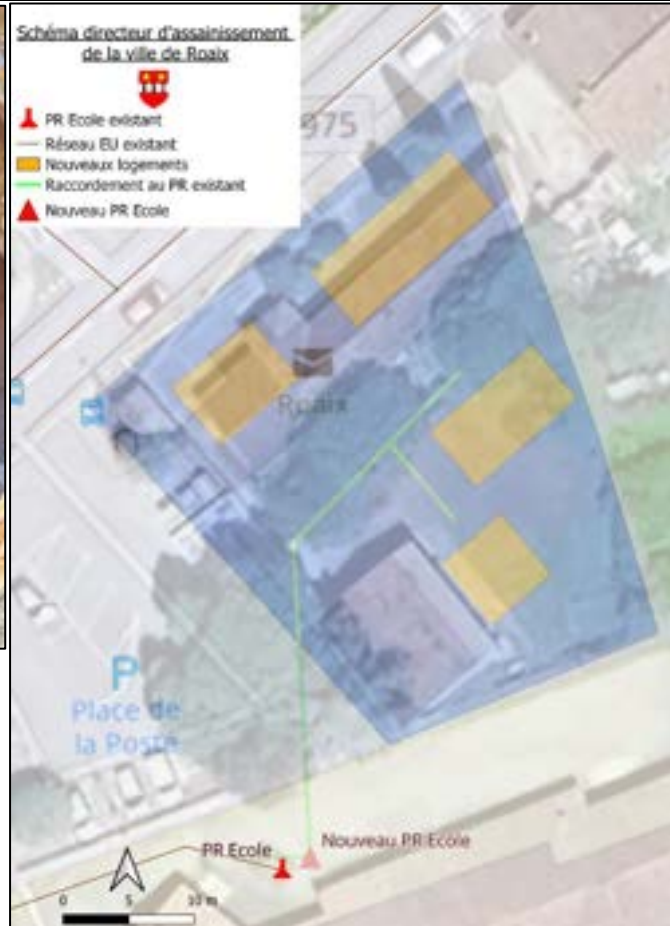 Schéma directeur d'assainissement
de la ville de Roaix
PR Ecole existant
Réseau EU existant
Nouveaux logements
Raccordement au PR existant
Nouveau PR Ecole
975
Roaix
P
Place de
la Poste
PR Ecole
Nouveau PR Ecole
0 5 10 m